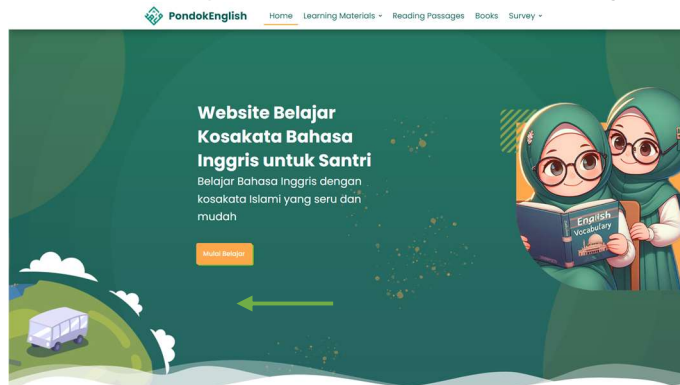 PondokEnglish Home Learning Materials Reading Passages Books Survey
Website Belajar
Kosakata Bahasa
Inggris untuk Santri
Belajar Bahasa Inggris dengan
kosakata Islami yang seru dan
mudah
Mulai Belajar
English
Vocabulary